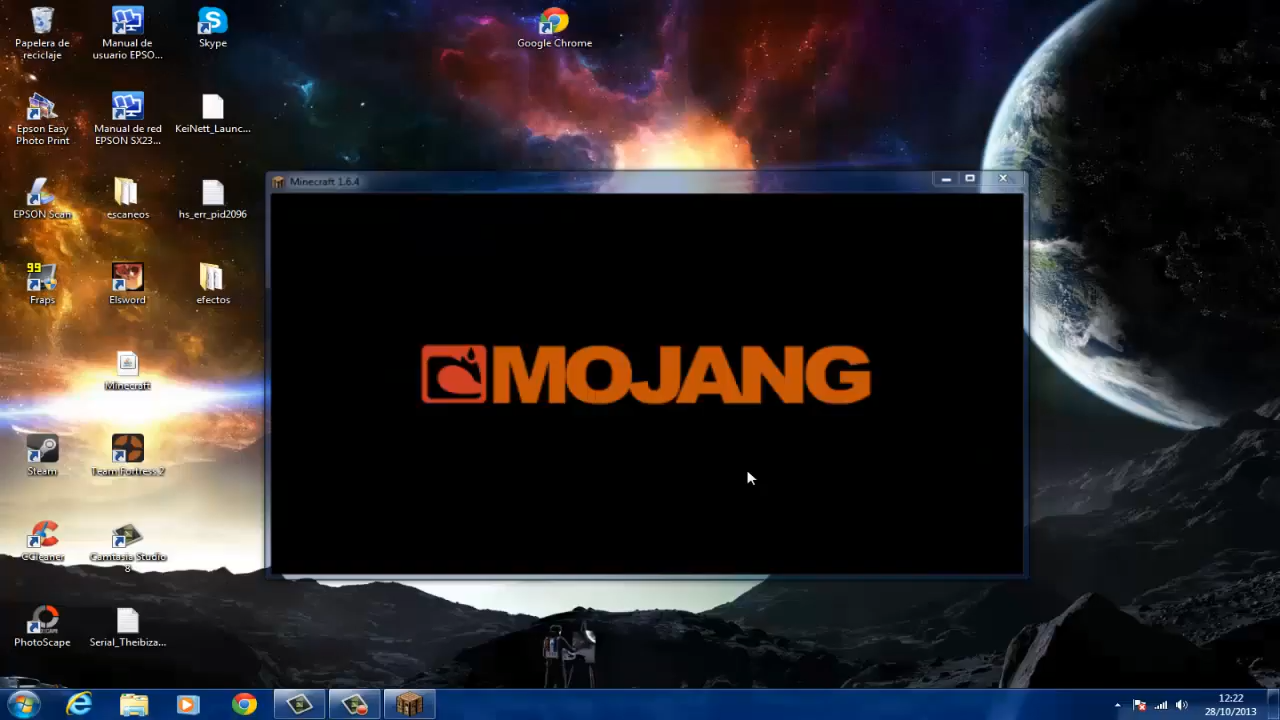 Papelera de
reciclaje
Manual de
usuario EPSO...
Skype
Google Chrome
Epson Easy
Photo Print
Manual de red
EPSON SX23...
KeiNett_Launc...
EPSON Scan
escaneos
hs_err_pid2096
Minecraft 1.6.4
99
Fraps
Elsword
efectos
MOJANG
Minecraft
Steam
Team Fortress 2
CCleaner
Camtasia Studio
8
PhotoScape
Serial_Theibiza...
12:22
28/10/2013